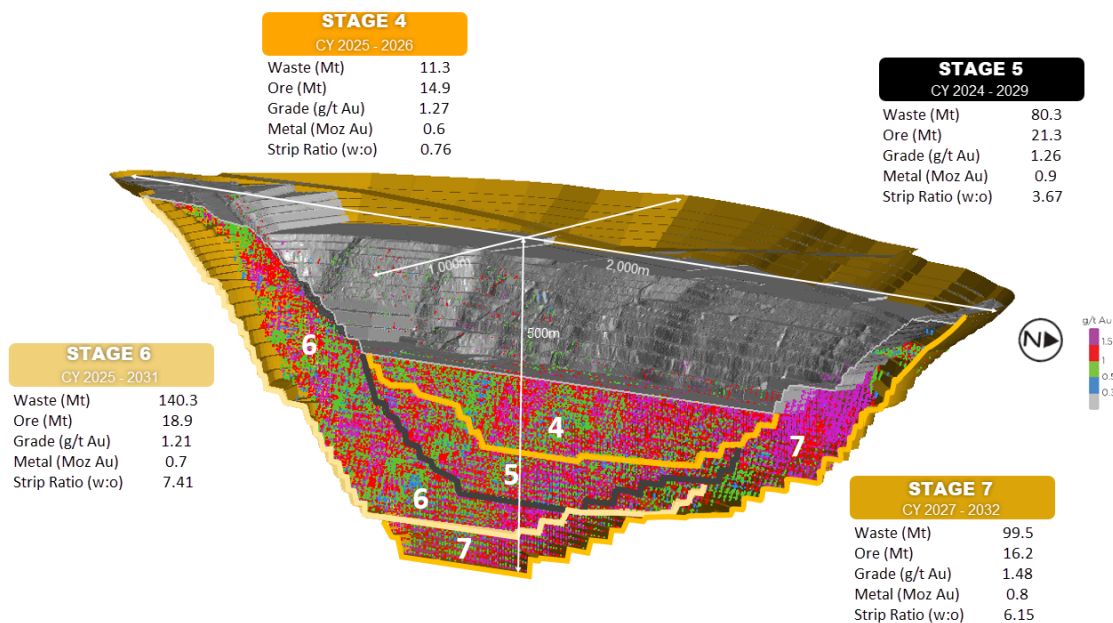 STAGE 4
CY 2025 - 2026
Waste (Mt) 11.3
Ore (Mt) 14.9
Grade (g/t Au) 1.27
Metal (Moz Au) 0.6
Strip Ratio (w:o) 0.76
STAGE 5
CY 2024 - 2029
Waste (Mt) 80.3
Ore (Mt) 21.3
Grade (g/t Au) 1.26
Metal (Moz Au) 0.9
Strip Ratio (w:o) 3.67
1,000m
2,000m
500m
N
g/t Au
1.5
1
0.5
0.3
STAGE 6
CY 2025 - 2031
Waste (Mt) 140.3
Ore (Mt) 18.9
Grade (g/t Au) 1.21
Metal (Moz Au) 0.7
Strip Ratio (w:o) 7.41
6
4
7
5
6
7
STAGE 7
CY 2027 - 2032
Waste (Mt) 99.5
Ore (Mt) 16.2
Grade (g/t Au) 1.48
Metal (Moz Au) 0.8
Strip Ratio (w:o) 6.15